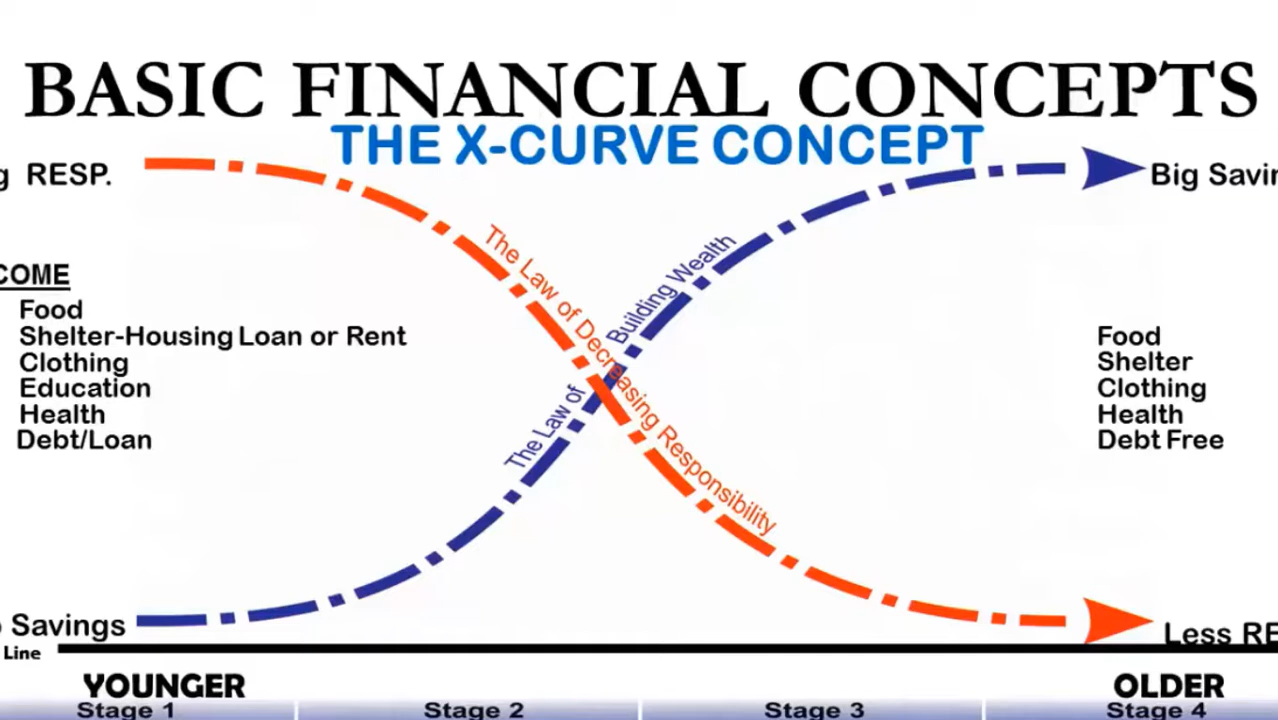 BASIC FINANCIAL CONCEPTS
THE X-CURVE CONCEPT
RESP.
Big
COME
Food
Shelter-Housing Loan or Rent
Clothing
Education
Health
Debt/Loan
The Law of Decreasing Responsibility
The Law of Building Wealth
Food
Shelter
Clothing
Health
Debt Free
Savings
Less
Line
YOUNGER
OLDER
Stage 1
Stage 2
Stage 3
Stage 4